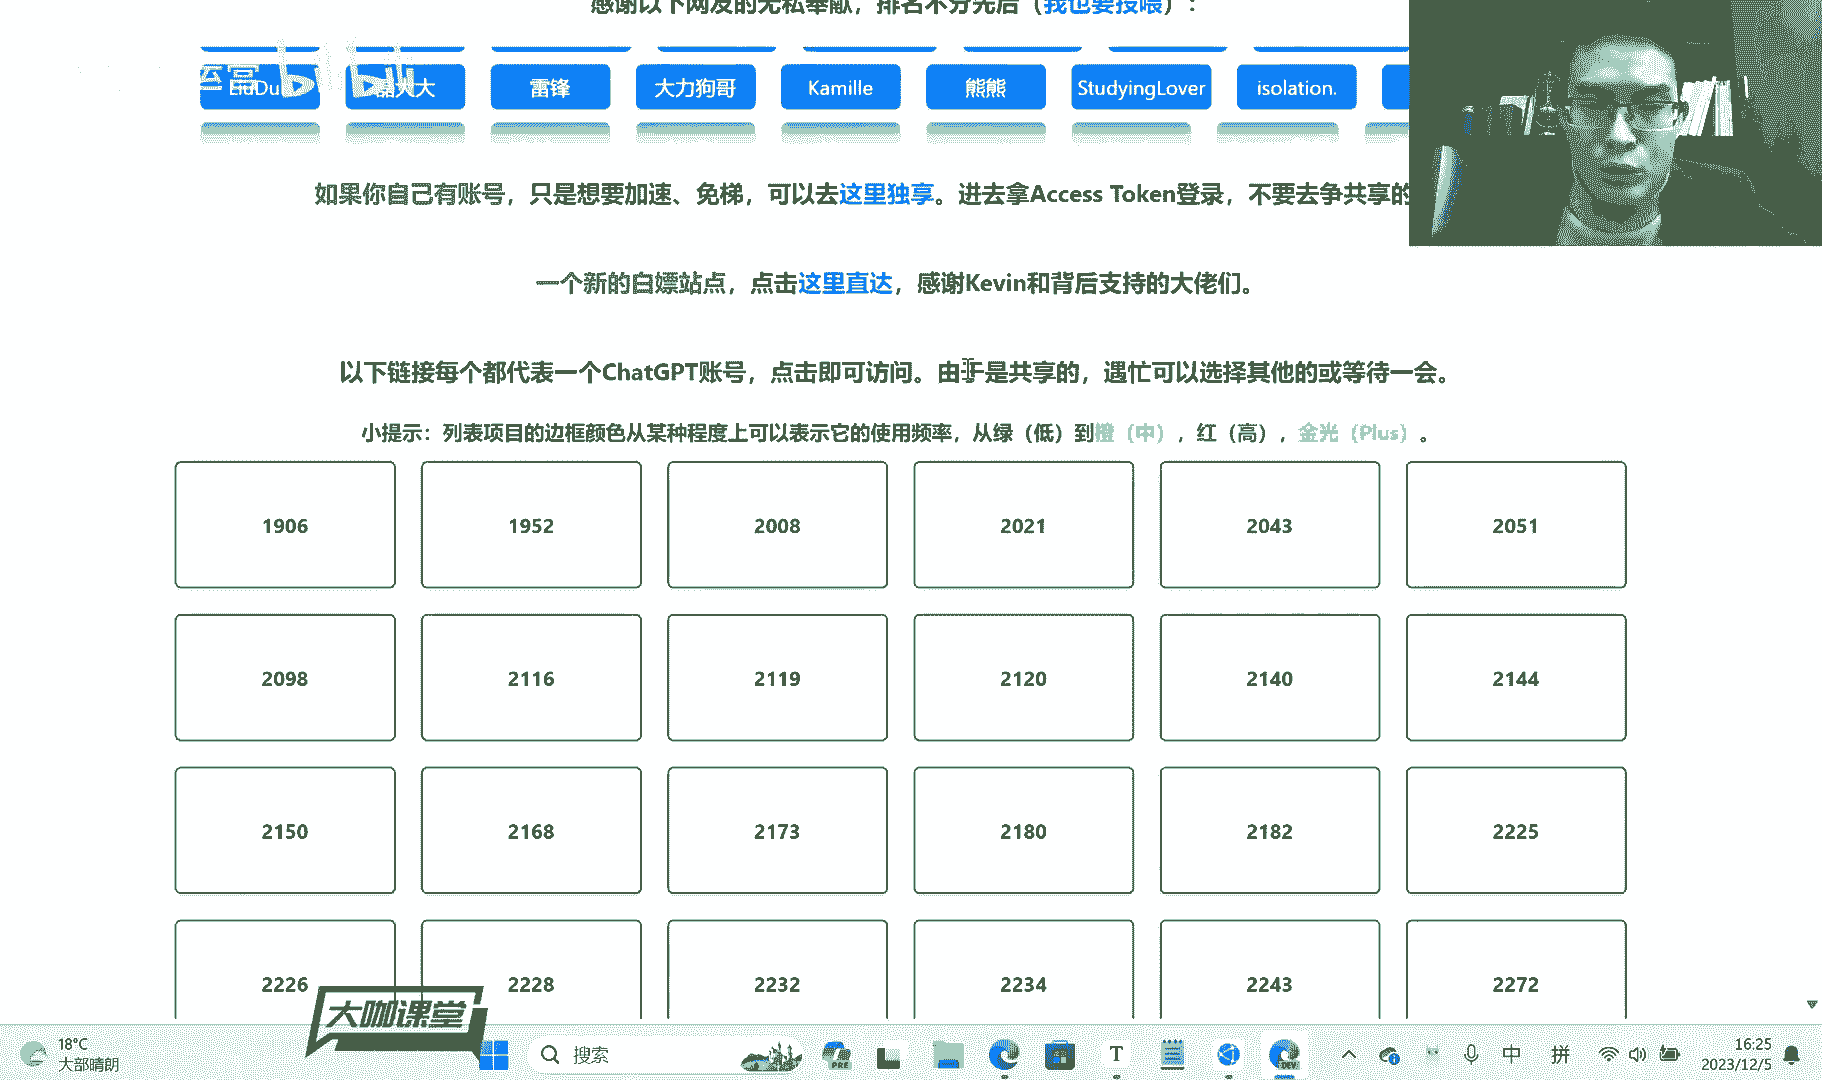 感谢以下网友的无私奉献，排名不分先后（我也要投喂）：
运营 bilibili
LiuDu 磊大大 雷锋 大力狗哥 Kamille 熊熊 StudyingLover isolation.
如果你自己有账号，只是想要加速、免梯，可以去这里独享。进去拿Access Token登录，不要去争共享的
一个新的白嫖站点，点击这里直达，感谢Kevin和背后支持的大佬们。
以下链接每个都代表一个ChatGPT账号，点击即可访问。由于是共享的，遇忙可以选择其他的或等待一会。
小提示：列表项目的边框颜色从某种程度上可以表示它的使用频率，从绿（低）到橙（中），红（高），金光（Plus）。
1906 1952 2008 2021 2043 2051
2098 2116 2119 2120 2140 2144
2150 2168 2173 2180 2182 2225
2226 2228 2232 2234 2243 2272
大咖课堂
18°C
大部晴朗
搜索
PRE
T
DEV
中
拼
16:25
2023/12/5